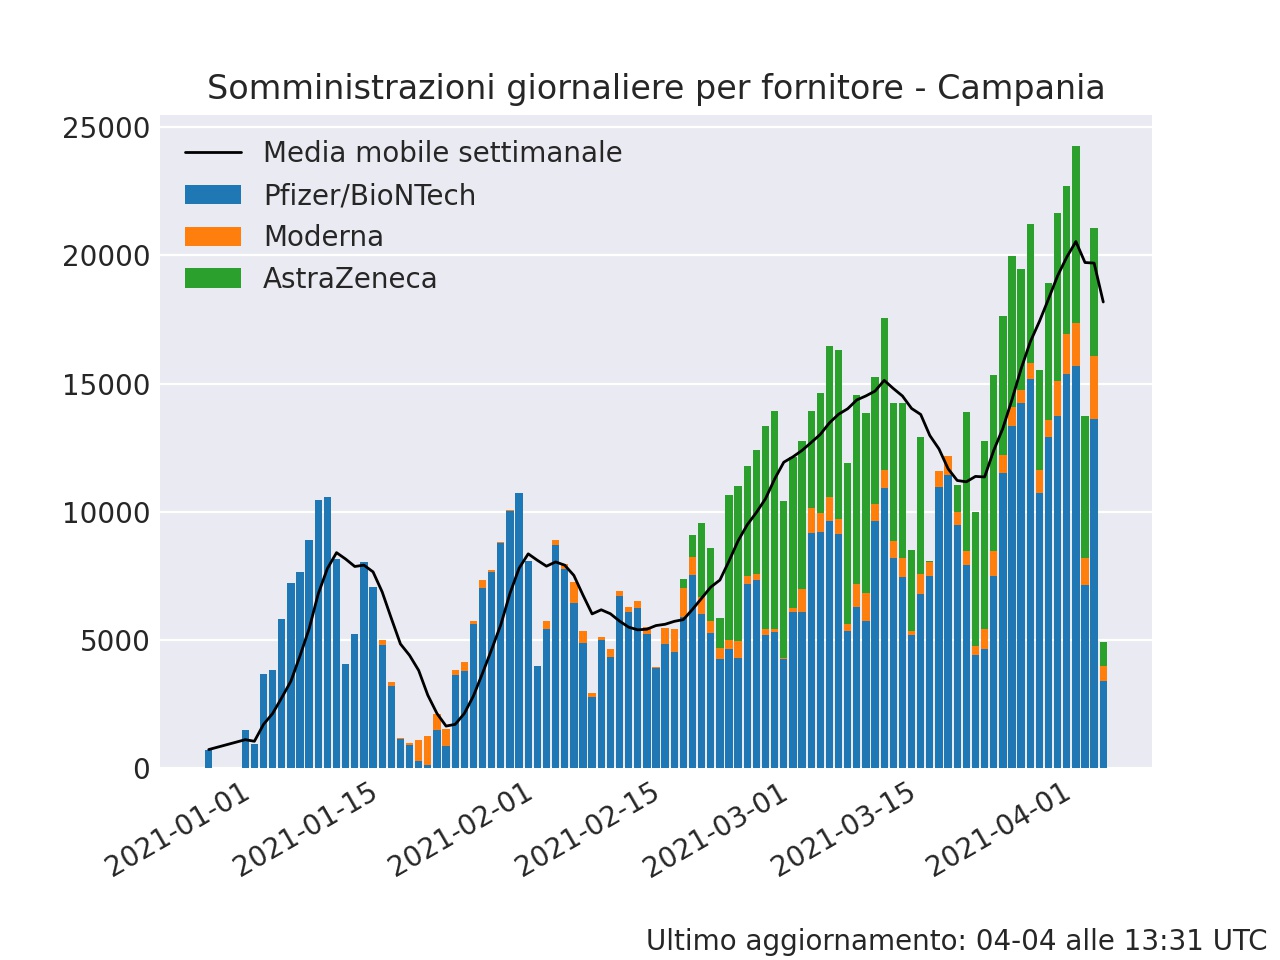 Somministrazioni giornaliere per fornitore - Campania
25000
20000
15000
10000
5000
0
Media mobile settimanale
Pfizer/BioNTech
Moderna
AstraZeneca
2021-01-01
2021-01-15
2021-02-01
2021-02-15
2021-03-01
2021-03-15
2021-04-01
Ultimo aggiornamento: 04-04 alle 13:31 UTC